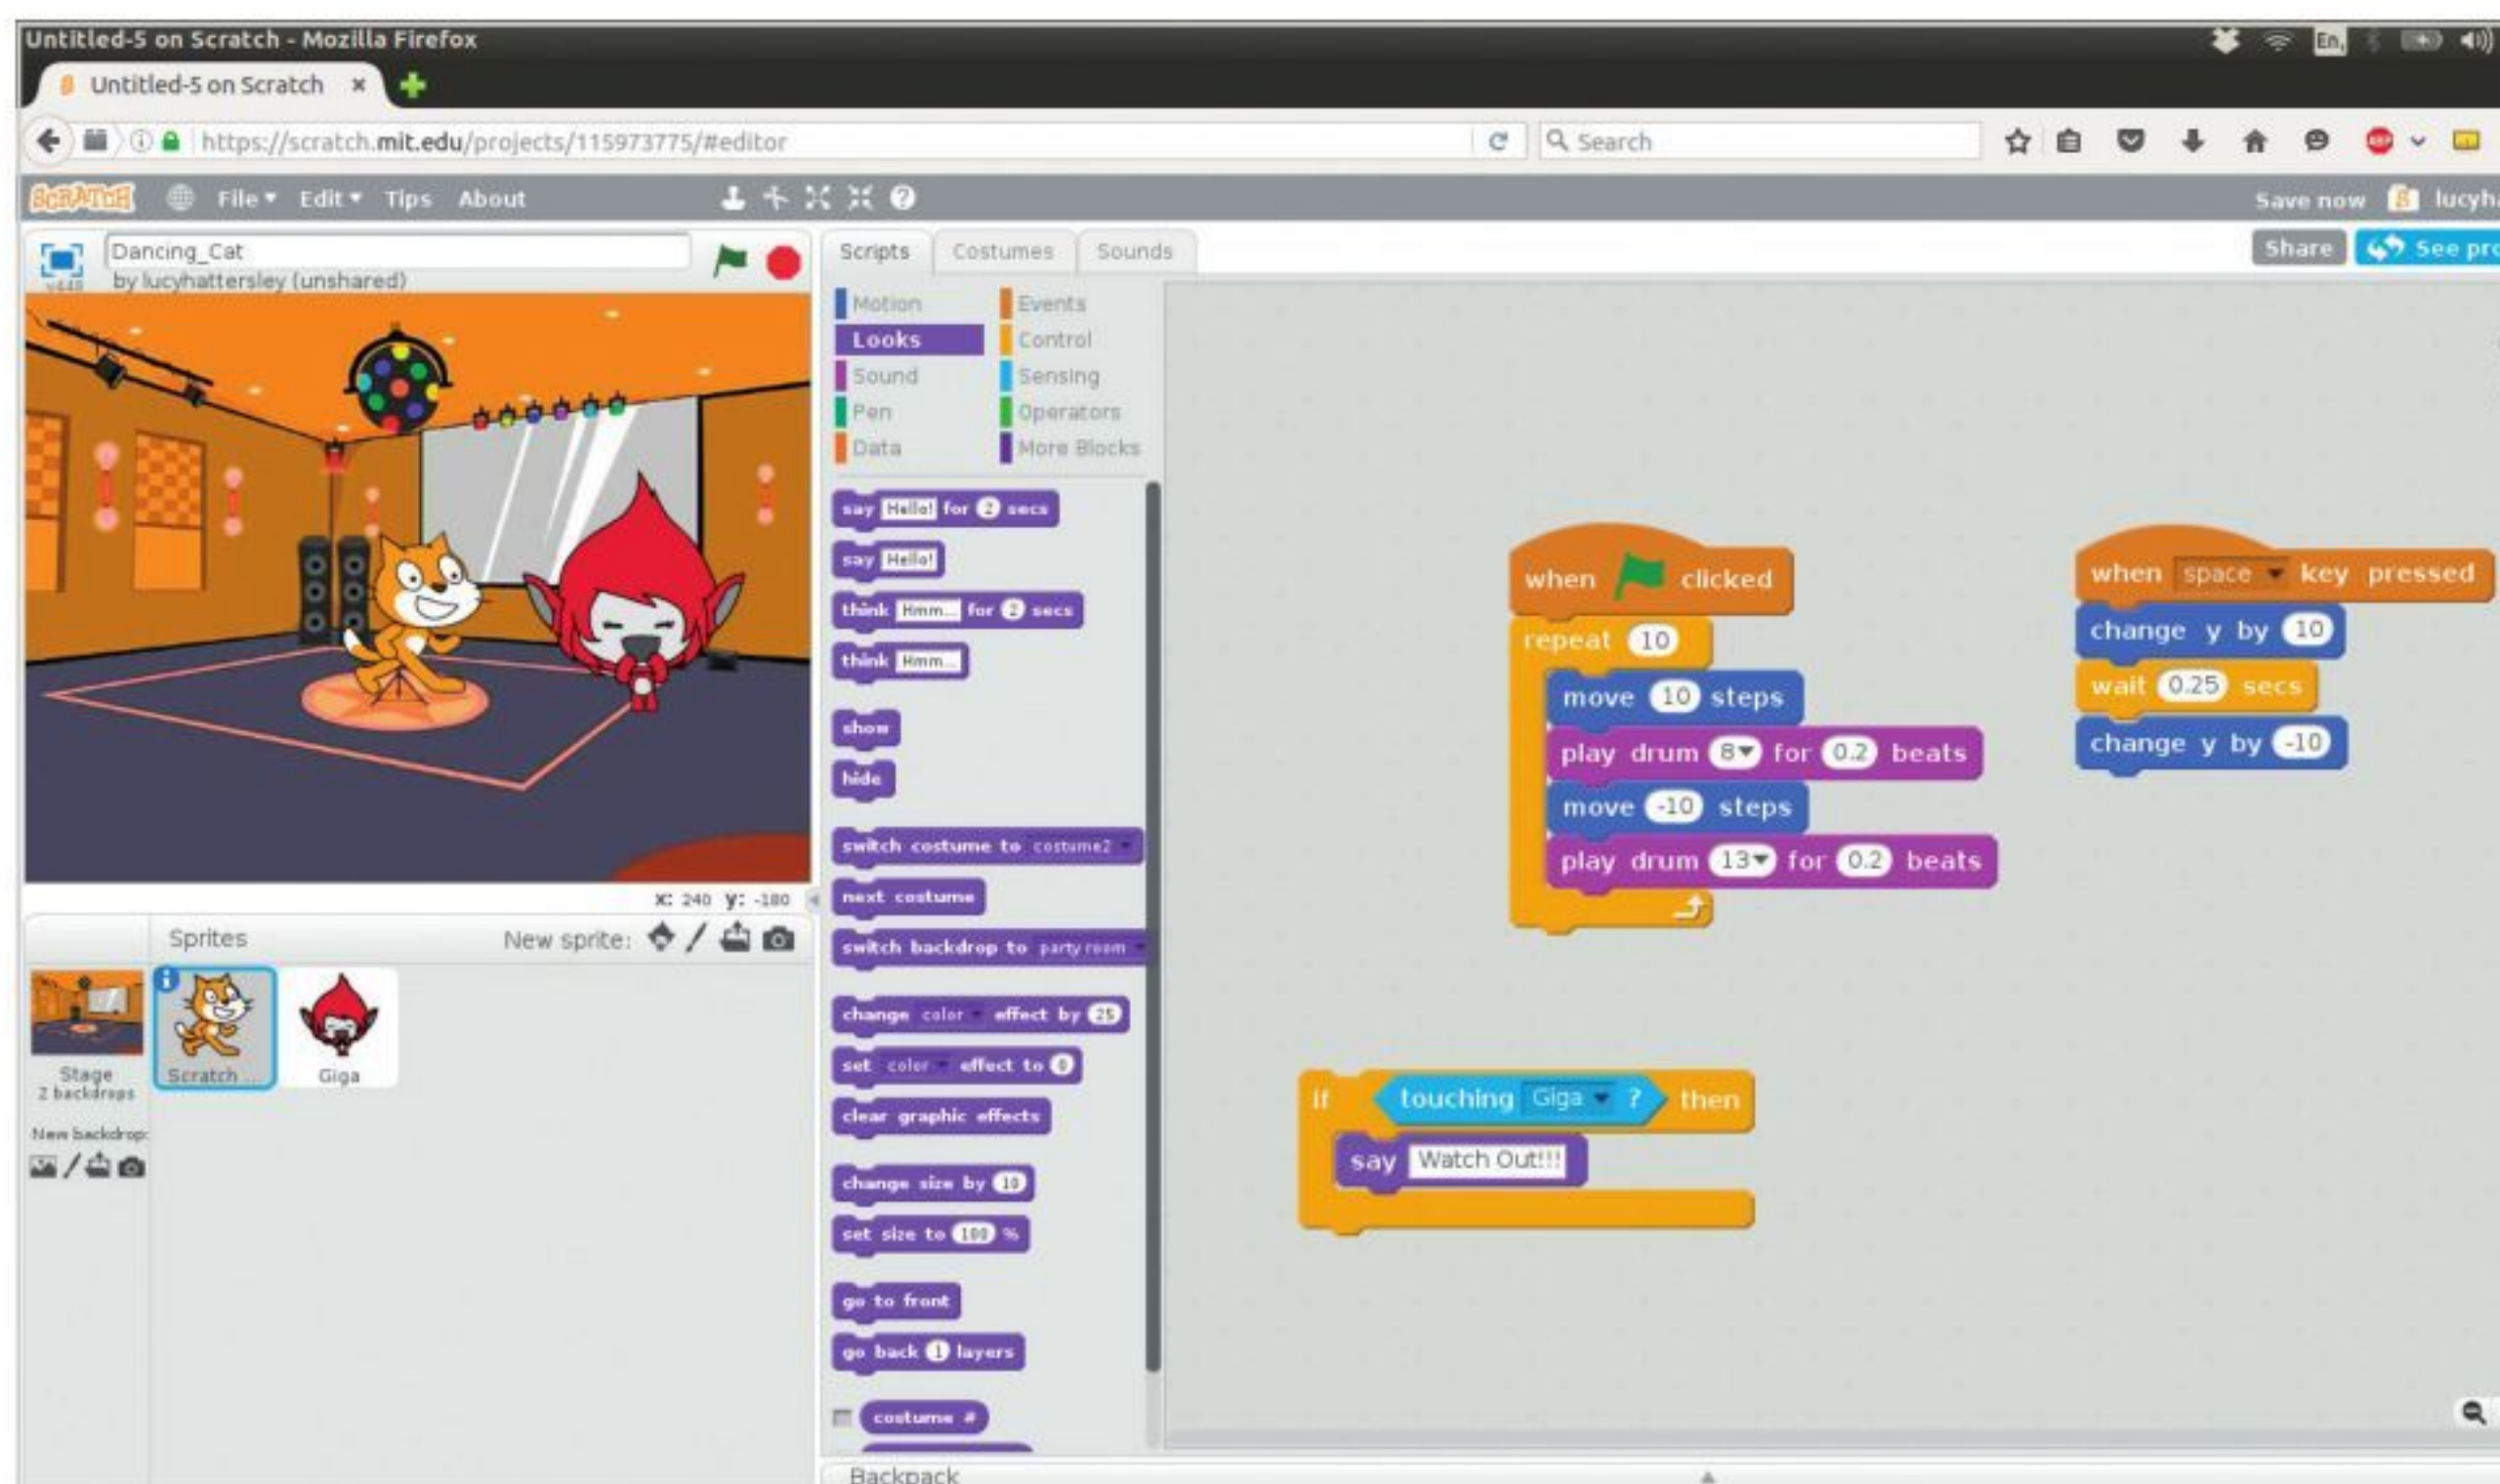 Untitled-5 on Scratch - Mozilla Firefox
En
Untitled-5 on Scratch
https://scratch.mit.edu/projects/115973775/#editor
Search
ABP
SCRATCH
File
Edit
Tips
About
Save now
lucyha
Dancing_Cat
by lucyhattersley (unshared)
v448
Scripts
Costumes
Sounds
Share
See pro
Motion
Looks
Sound
Pen
Data
Events
Control
Sensing
Operators
More Blocks
say Hello! for 2 secs
say Hello!
think Hmm... for 2 secs
think Hmm...
show
hide
switch costume to costume2
next costume
switch backdrop to party room
change color effect by 25
set color effect to 0
clear graphic effects
change size by 10
set size to 100 %
go to front
go back 1 layers
costume #
when clicked
repeat 10
move 10 steps
play drum 8 for 0.2 beats
move -10 steps
play drum 13 for 0.2 beats
when space key pressed
change y by 10
wait 0.25 secs
change y by -10
if touching Giga ? then
say Watch Out!!!
x: 240 y: -180
Sprites
New sprite:
Stage
2 backdrops
Scratch ...
Giga
New backdrop:
Backpack